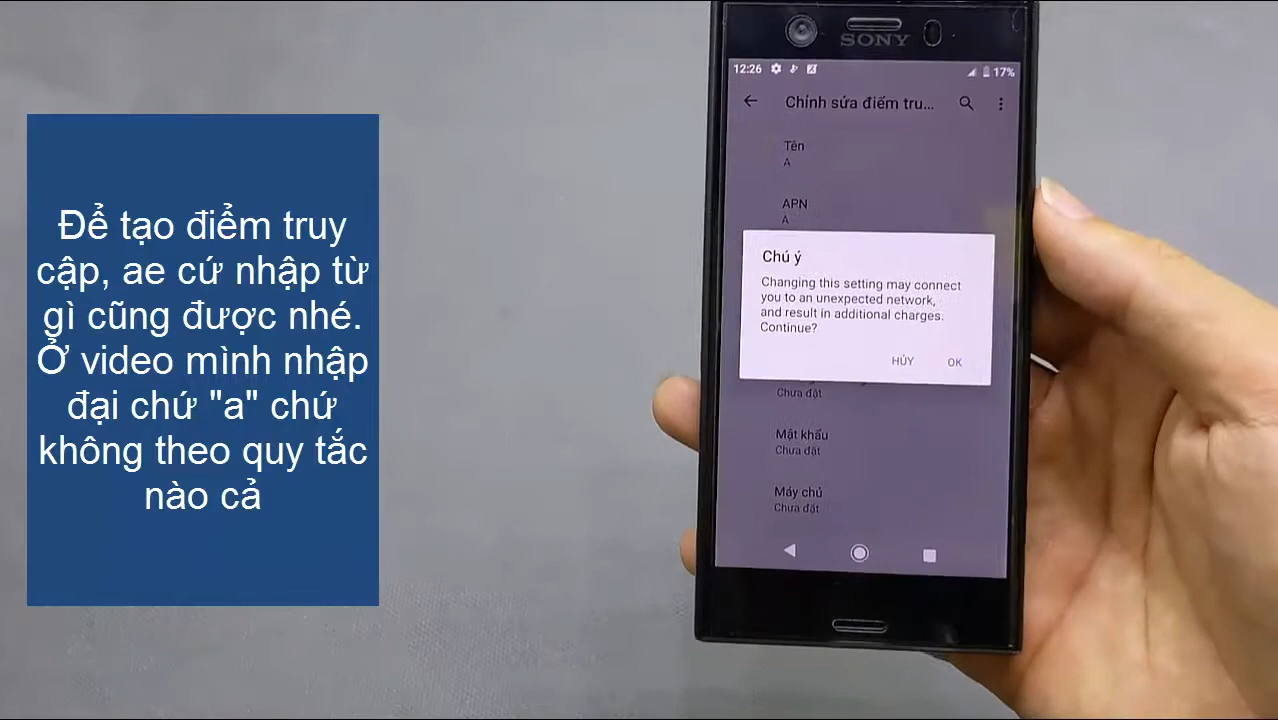 Để tạo điểm truy
cập, ae cứ nhập từ
gì cũng được nhé.
Ở video mình nhập
đại chứ "a" chứ
không theo quy tắc
nào cả
SONY
12:26
17%
Chỉnh sửa điểm tru...
Tên
A
APN
A
Chú ý
Changing this setting may connect
you to an unexpected network,
and result in additional charges.
Continue?
HỦY
OK
Chưa đặt
Mật khẩu
Chưa đặt
Máy chủ
Chưa đặt